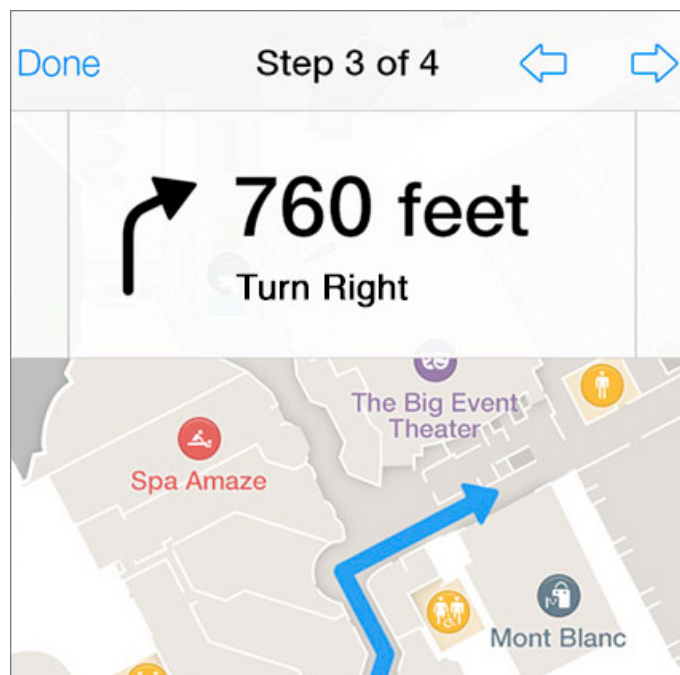 Done
Step 3 of 4
760 feet
Turn Right
The Big Event
Theater
Spa Amaze
Mont Blanc